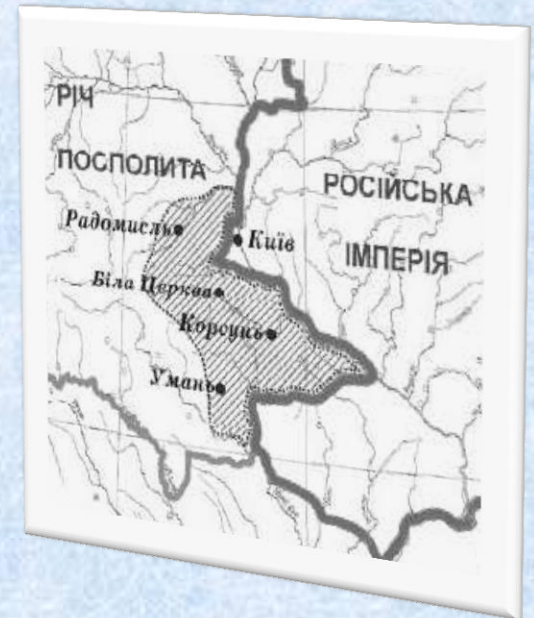 РІЧ
ПОСПОЛИТА
РОСІЙСЬКА
ІМПЕРІЯ
Радомисль
Київ
Біла Церква
Корсунь
Умань